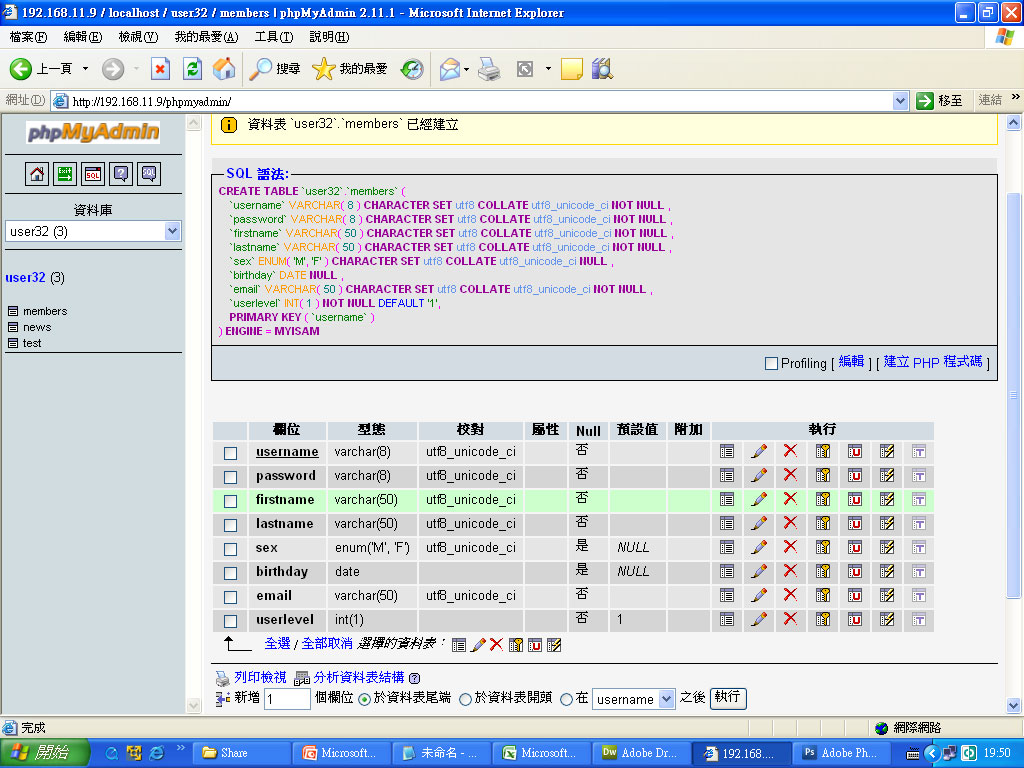 192.168.11.9 / localhost / user32 / members | phpMyAdmin 2.11.1 - Microsoft Internet Explorer
檔案(F) 編輯(E) 檢視(V) 我的最愛(A) 工具(T) 說明(H)
上一頁 搜尋 我的最愛
網址(D) http://192.168.11.9/phpmyadmin/ 移至 連結 »
phpMyAdmin
Exit SQL ? SQL
資料庫
user32 (3)
user32 (3)
members
news
test
資料表 `user32`.`members` 已經建立
SQL 語法:
CREATE TABLE `user32`.`members` (
`username` VARCHAR( 8 ) CHARACTER SET utf8 COLLATE utf8_unicode_ci NOT NULL ,
`password` VARCHAR( 8 ) CHARACTER SET utf8 COLLATE utf8_unicode_ci NOT NULL ,
`firstname` VARCHAR( 50 ) CHARACTER SET utf8 COLLATE utf8_unicode_ci NOT NULL ,
`lastname` VARCHAR( 50 ) CHARACTER SET utf8 COLLATE utf8_unicode_ci NOT NULL ,
`sex` ENUM( 'M', 'F' ) CHARACTER SET utf8 COLLATE utf8_unicode_ci NULL ,
`birthday` DATE NULL ,
`email` VARCHAR( 50 ) CHARACTER SET utf8 COLLATE utf8_unicode_ci NOT NULL ,
`userlevel` INT( 1 ) NOT NULL DEFAULT '1',
PRIMARY KEY ( `username` )
) ENGINE = MYISAM
Profiling [ 編輯 ] [ 建立 PHP 程式碼 ]
欄位 型態 校對 屬性 Null 預設值 附加 執行
username varchar(8) utf8_unicode_ci 否
password varchar(8) utf8_unicode_ci 否
firstname varchar(50) utf8_unicode_ci 否
lastname varchar(50) utf8_unicode_ci 否
sex enum('M', 'F') utf8_unicode_ci 是 NULL
birthday date 是 NULL
email varchar(50) utf8_unicode_ci 否
userlevel int(1) 否 1
全選 / 全部取消 選擇的資料表：
列印檢視 分析資料表結構
新增 1 個欄位 於資料表尾端 於資料表開頭 在 username 之後 執行
完成 網際網路
開始 » Share Microsoft... 未命名 - ... Microsoft... Adobe Dr... 192.168.... Adobe Ph... 19:50